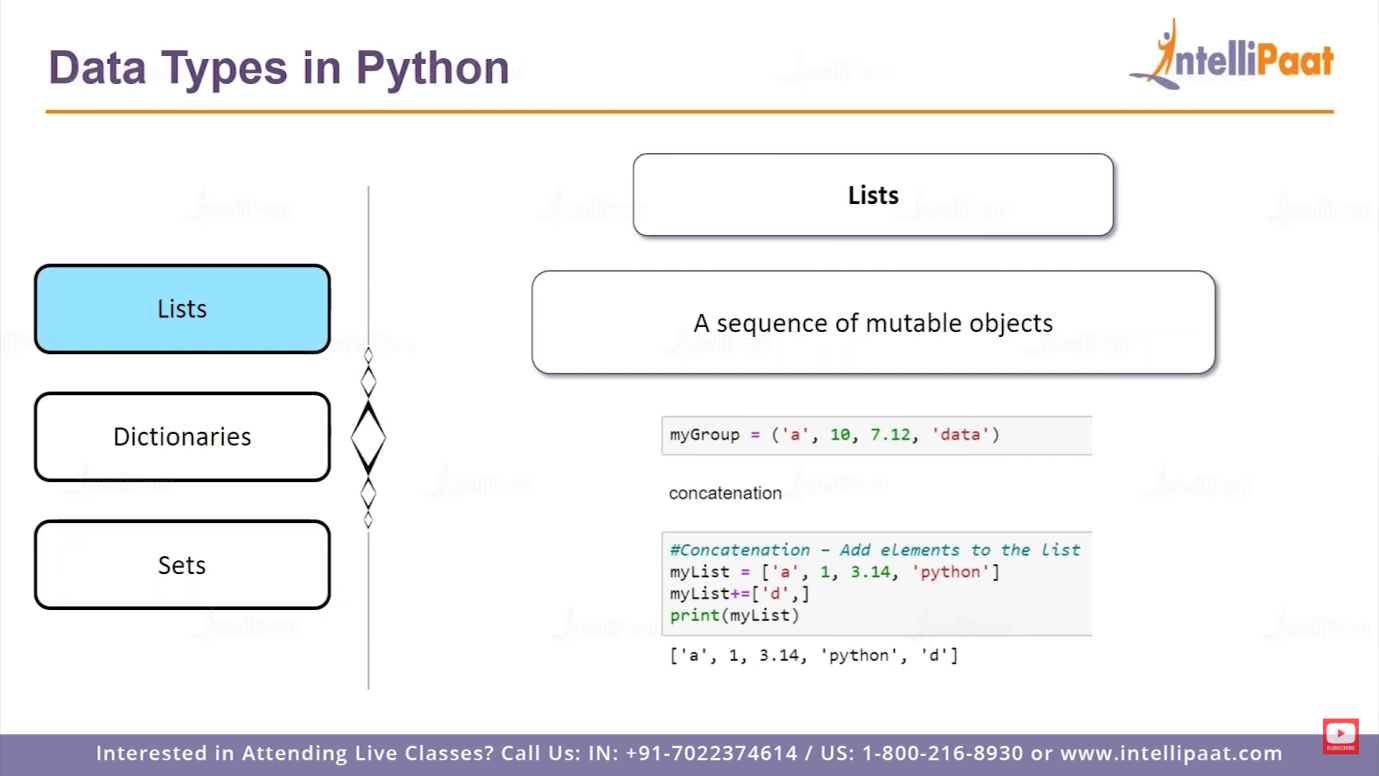 Data Types in Python
IntelliPaat
Lists
Lists
A sequence of mutable objects
Dictionaries
Sets
myGroup = ('a', 10, 7.12, 'data')
concatenation
#Concatenation – Add elements to the list
myList = ['a', 1, 3.14, 'python']
myList+=['d',]
print(myList)
['a', 1, 3.14, 'python', 'd']
SUBSCRIBE
Interested in Attending Live Classes? Call Us: IN: +91-7022374614 / US: 1-800-216-8930 or www.intellipaat.com